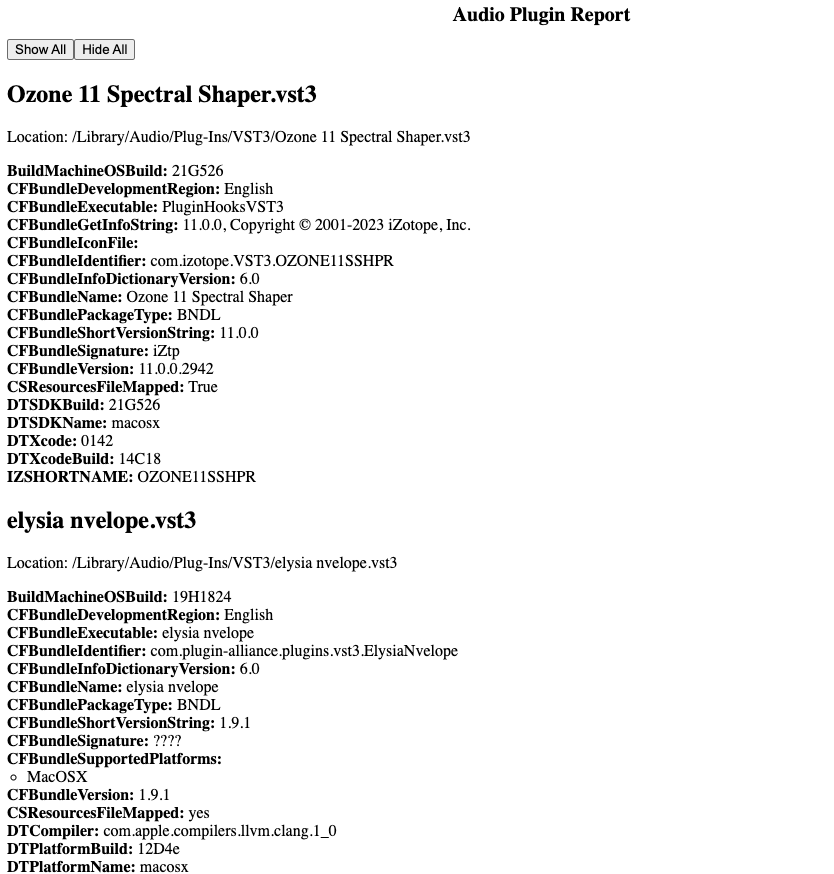 Audio Plugin Report
Show All Hide All
Ozone 11 Spectral Shaper.vst3
Location: /Library/Audio/Plug-Ins/VST3/Ozone 11 Spectral Shaper.vst3
BuildMachineOSBuild: 21G526
CFBundleDevelopmentRegion: English
CFBundleExecutable: PluginHooksVST3
CFBundleGetInfoString: 11.0.0, Copyright © 2001-2023 iZotope, Inc.
CFBundleIconFile:
CFBundleIdentifier: com.izotope.VST3.OZONE11SSHPR
CFBundleInfoDictionaryVersion: 6.0
CFBundleName: Ozone 11 Spectral Shaper
CFBundlePackageType: BNDL
CFBundleShortVersionString: 11.0.0
CFBundleSignature: iZtp
CFBundleVersion: 11.0.0.2942
CSResourcesFileMapped: True
DTSDKBuild: 21G526
DTSDKName: macosx
DTXcode: 0142
DTXcodeBuild: 14C18
IZSHORTNAME: OZONE11SSHPR
elysia nvelope.vst3
Location: /Library/Audio/Plug-Ins/VST3/elysia nvelope.vst3
BuildMachineOSBuild: 19H1824
CFBundleDevelopmentRegion: English
CFBundleExecutable: elysia nvelope
CFBundleIdentifier: com.plugin-alliance.plugins.vst3.ElysiaNvelope
CFBundleInfoDictionaryVersion: 6.0
CFBundleName: elysia nvelope
CFBundlePackageType: BNDL
CFBundleShortVersionString: 1.9.1
CFBundleSignature: ????
CFBundleSupportedPlatforms:
MacOSX
CFBundleVersion: 1.9.1
CSResourcesFileMapped: yes
DTCompiler: com.apple.compilers.llvm.clang.1_0
DTPlatformBuild: 12D4e
DTPlatformName: macosx